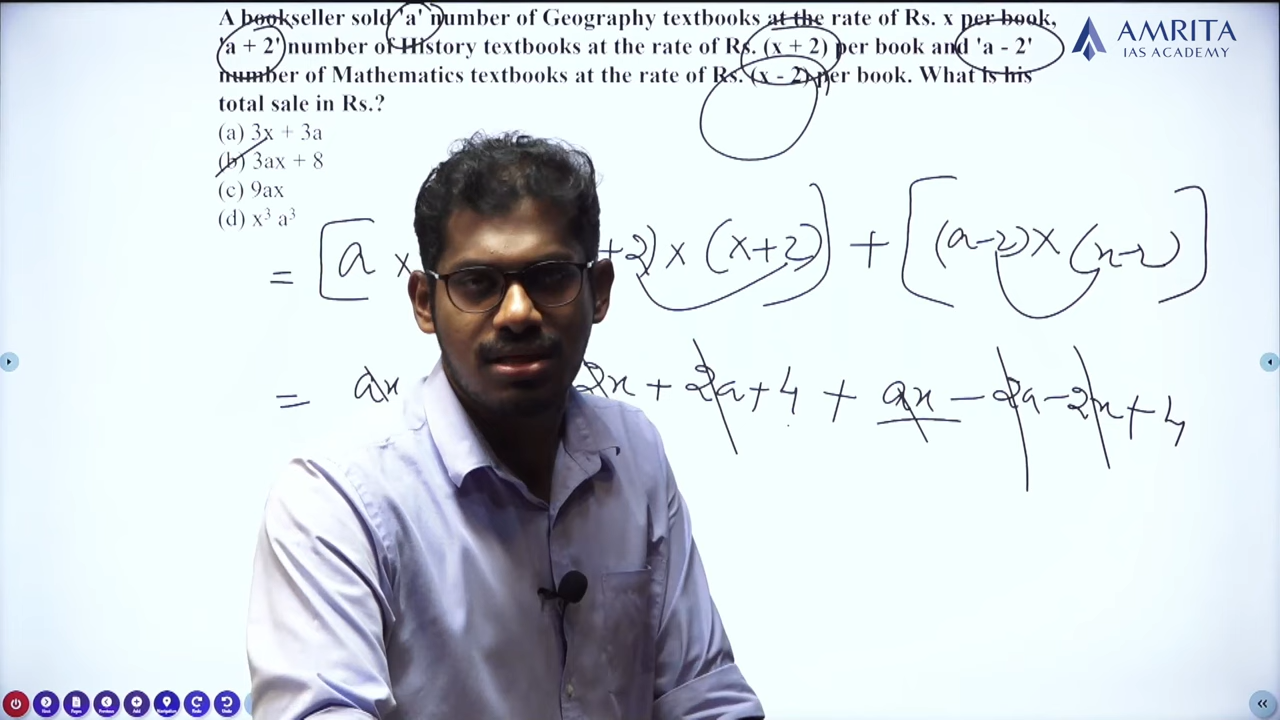 A bookseller sold 'a' number of Geography textbooks at the rate of Rs. x per book,
'a + 2' number of History textbooks at the rate of Rs. (x + 2) per book and 'a - 2'
number of Mathematics textbooks at the rate of Rs. (x - 2) per book. What is his
total sale in Rs.?
(a) 3x + 3a
(b) 3ax + 8
(c) 9ax
(d) x³ a³
AMRITA
IAS ACADEMY
= [a x +2) x (x+2)] + [(a-2) x (x-2)]
= ax 2x + 2a + 4 + ax - 2a - 2x + 4